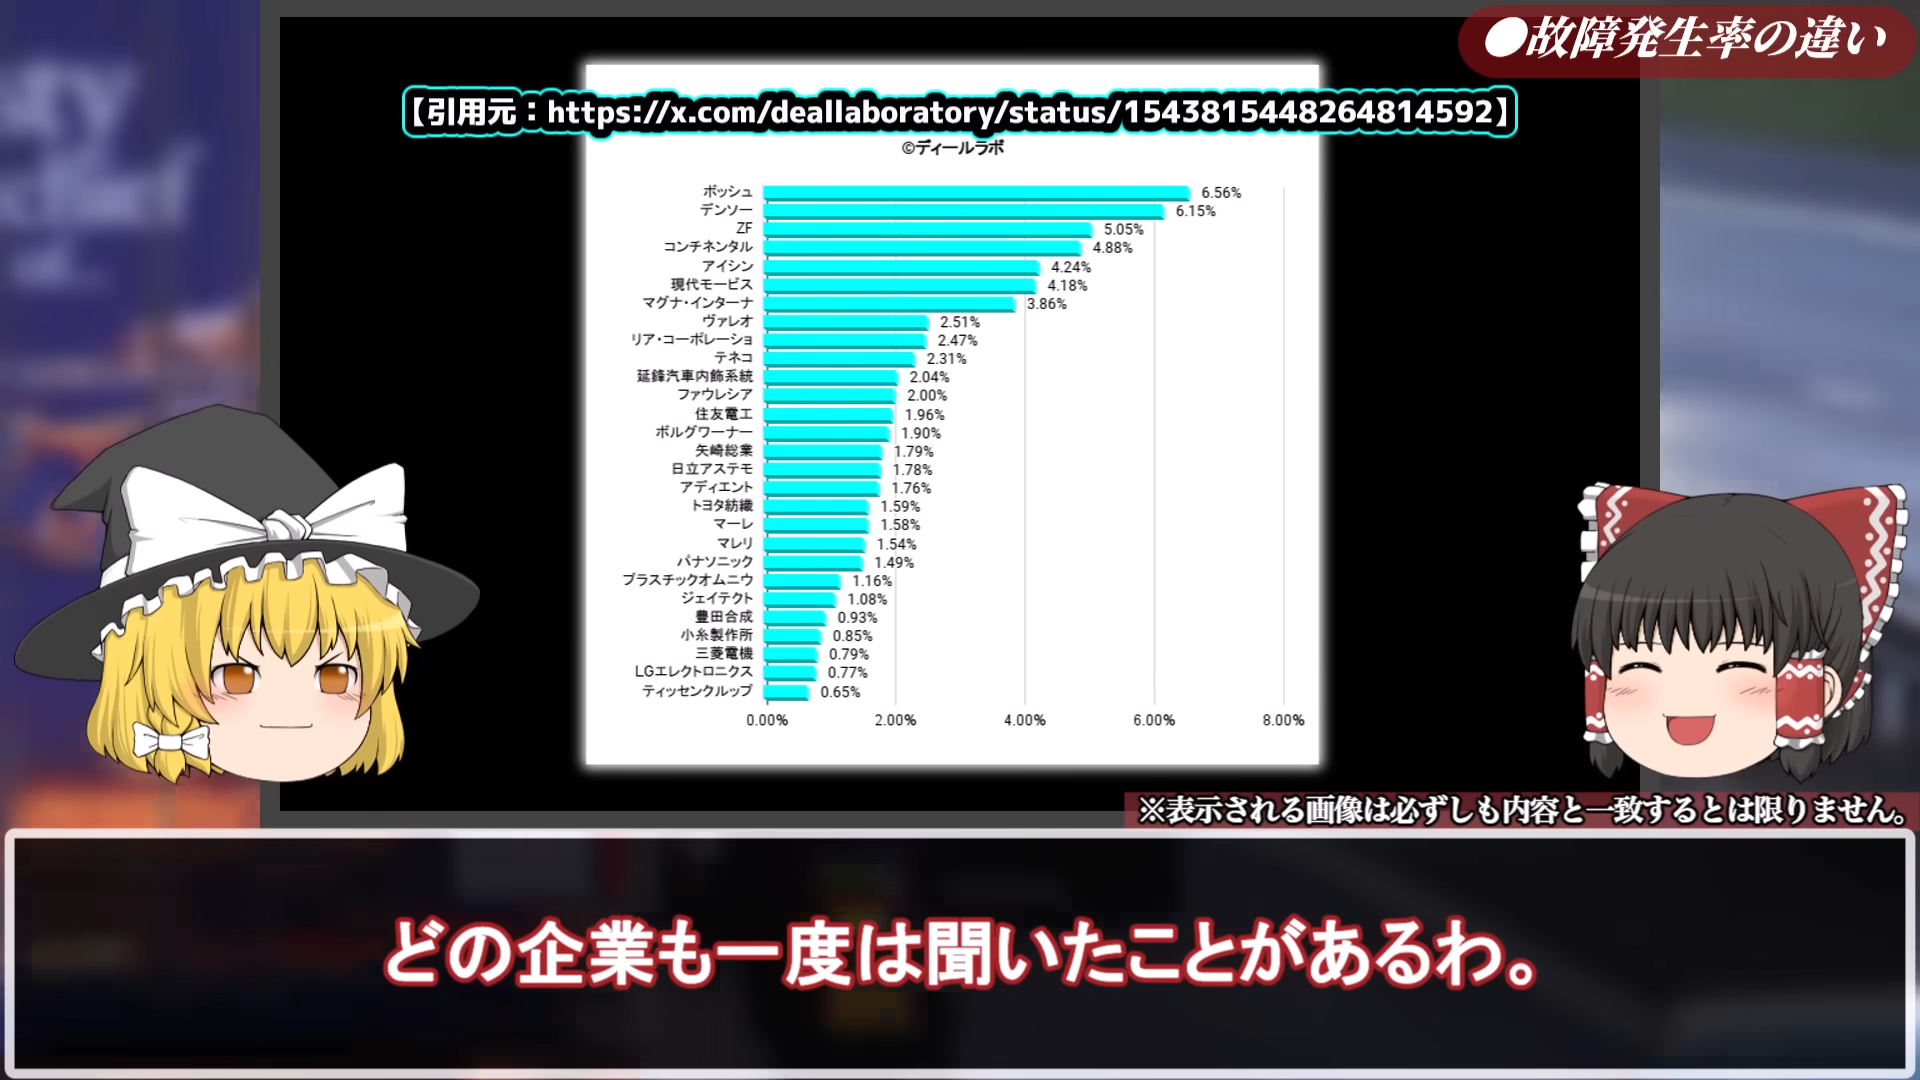 ●故障発生率の違い
【引用元：https://x.com/deallaboratory/status/1543815448264814592】
©ディールラボ
ボッシュ 6.56%
デンソー 6.15%
ZF 5.05%
コンチネンタル 4.88%
アイシン 4.24%
現代モービス 4.18%
マグナ・インターナ 3.86%
ヴァレオ 2.51%
リア・コーポレーショ 2.47%
テネコ 2.31%
延鋒汽車内飾系統 2.04%
ファウレシア 2.00%
住友電工 1.96%
ボルグワーナー 1.90%
矢崎総業 1.79%
日立アステモ 1.78%
アディエント 1.76%
トヨタ紡織 1.59%
マーレ 1.58%
マレリ 1.54%
パナソニック 1.49%
プラスチックオムニウ 1.16%
ジェイテクト 1.08%
豊田合成 0.93%
小糸製作所 0.85%
三菱電機 0.79%
LGエレクトロニクス 0.77%
ティッセンクルップ 0.65%
0.00% 2.00% 4.00% 6.00% 8.00%
※表示される画像は必ずしも内容と一致するとは限りません。
どの企業も一度は聞いたことがあるわ。